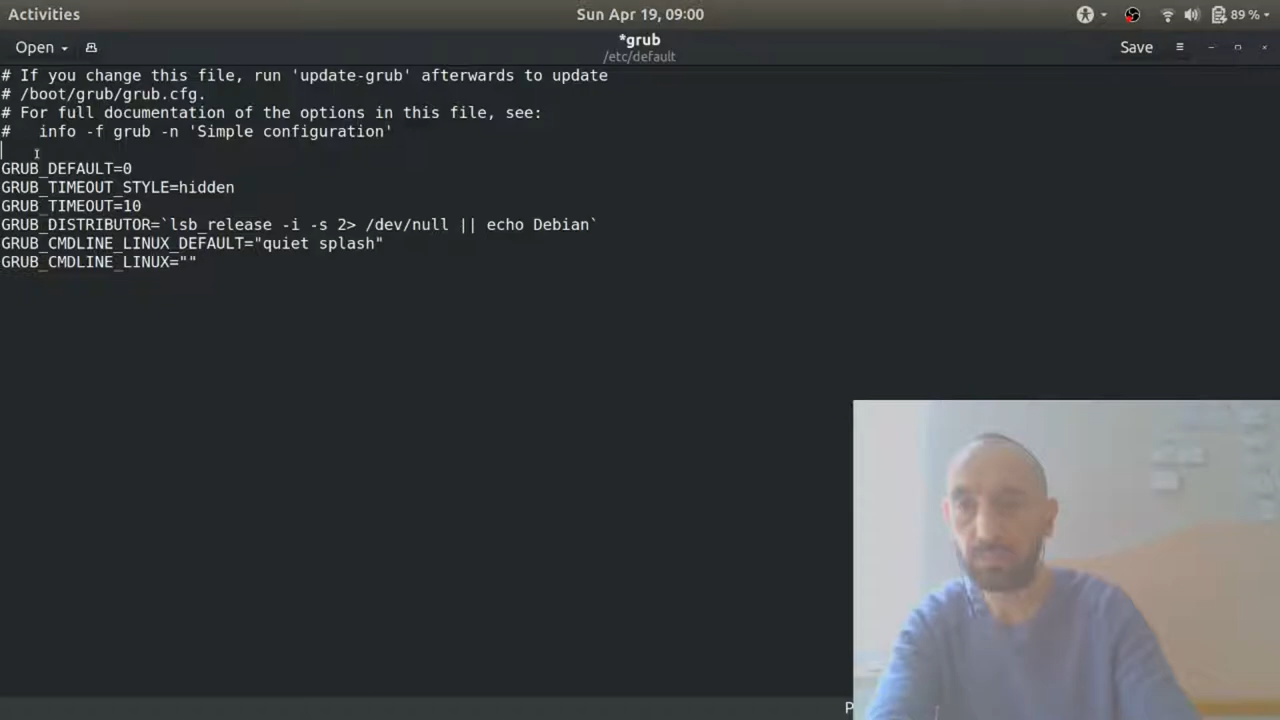 Activities
Sun Apr 19, 09:00
89 %
Open
*grub
/etc/default
Save
# If you change this file, run 'update-grub' afterwards to update
# /boot/grub/grub.cfg.
# For full documentation of the options in this file, see:
#   info -f grub -n 'Simple configuration'
GRUB_DEFAULT=0
GRUB_TIMEOUT_STYLE=hidden
GRUB_TIMEOUT=10
GRUB_DISTRIBUTOR=`lsb_release -i -s 2> /dev/null || echo Debian`
GRUB_CMDLINE_LINUX_DEFAULT="quiet splash"
GRUB_CMDLINE_LINUX=""